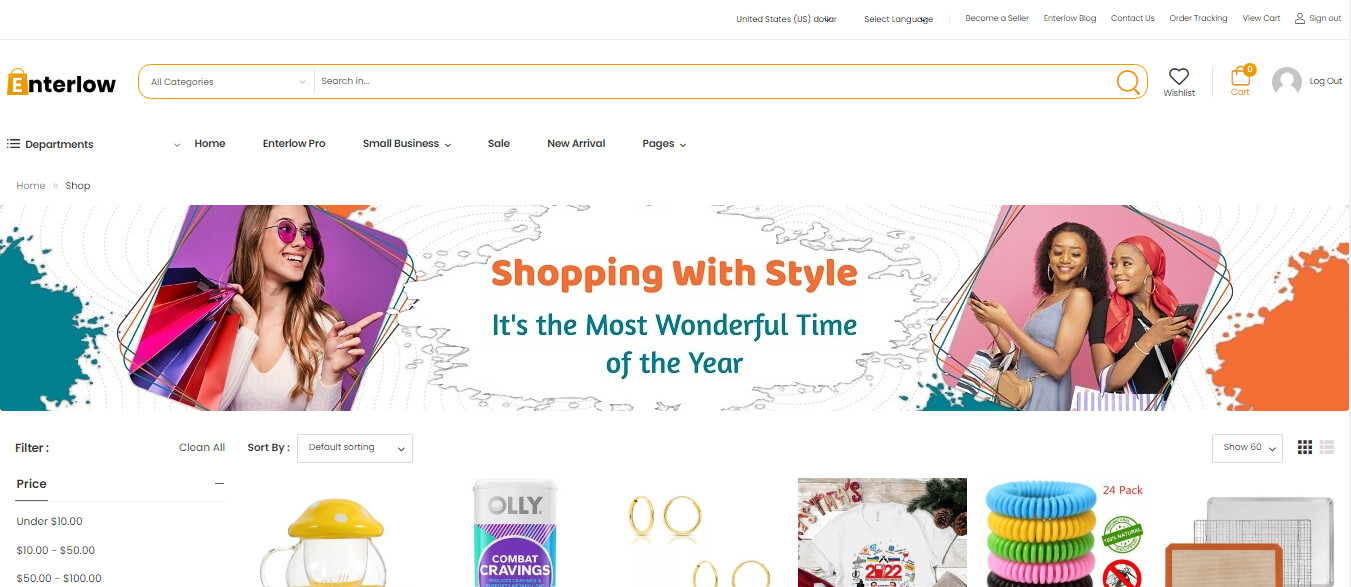 United States (US) dollar Select Language Become a Seller Enterlow Blog Contact Us Order Tracking View Cart Sign out
Enterlow All Categories Search in... Wishlist 0 Cart Log Out
Departments Home Enterlow Pro Small Business Sale New Arrival Pages
Home » Shop
Shopping With Style
It's the Most Wonderful Time
of the Year
Filter : Clean All Sort By : Default sorting Show 60
Price
Under $10.00
$10.00 - $50.00
$50.00 - $100.00
OLLY.
COMBAT
CRAVINGS
2022
24 Pack
100% NATURAL